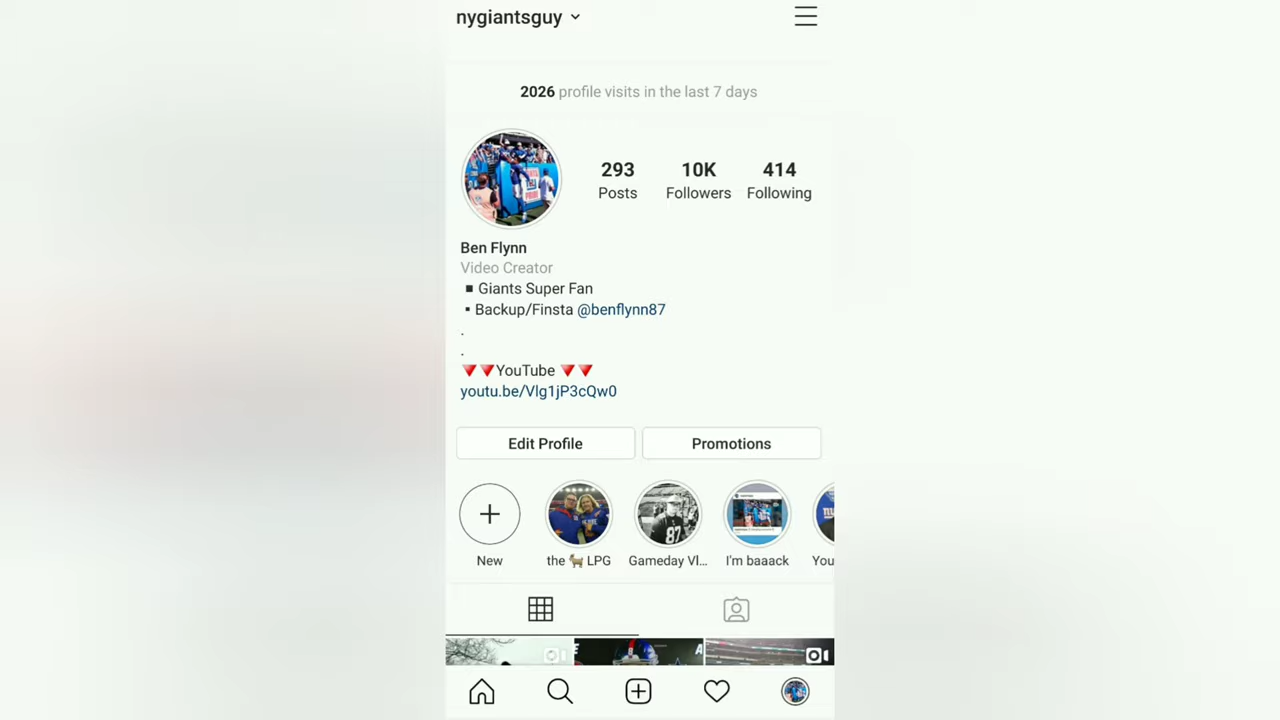 nygiantsguy
2026 profile visits in the last 7 days
293 10K 414
Posts Followers Following
Ben Flynn
Video Creator
▪ Giants Super Fan
▪ Backup/Finsta @benflynn87
.
.
🔻🔻YouTube 🔻🔻
youtu.be/Vlg1jP3cQw0
Edit Profile Promotions
87
New the 🐐 LPG Gameday Vl... I'm baaack You